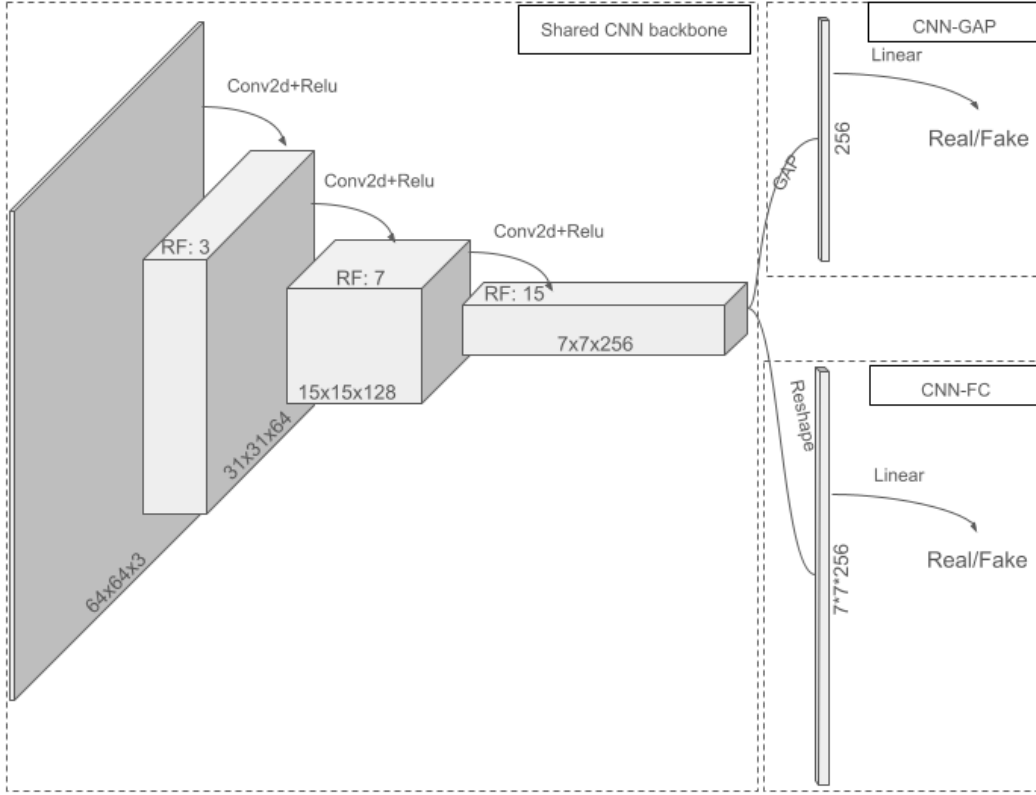 Shared CNN backbone
Conv2d+Relu
Conv2d+Relu
Conv2d+Relu
RF: 3
RF: 7
RF: 15
64x64x3
31x31x64
15x15x128
7x7x256
CNN-GAP
Linear
Real/Fake
GAP
256
CNN-FC
Reshape
Linear
Real/Fake
7*7*256